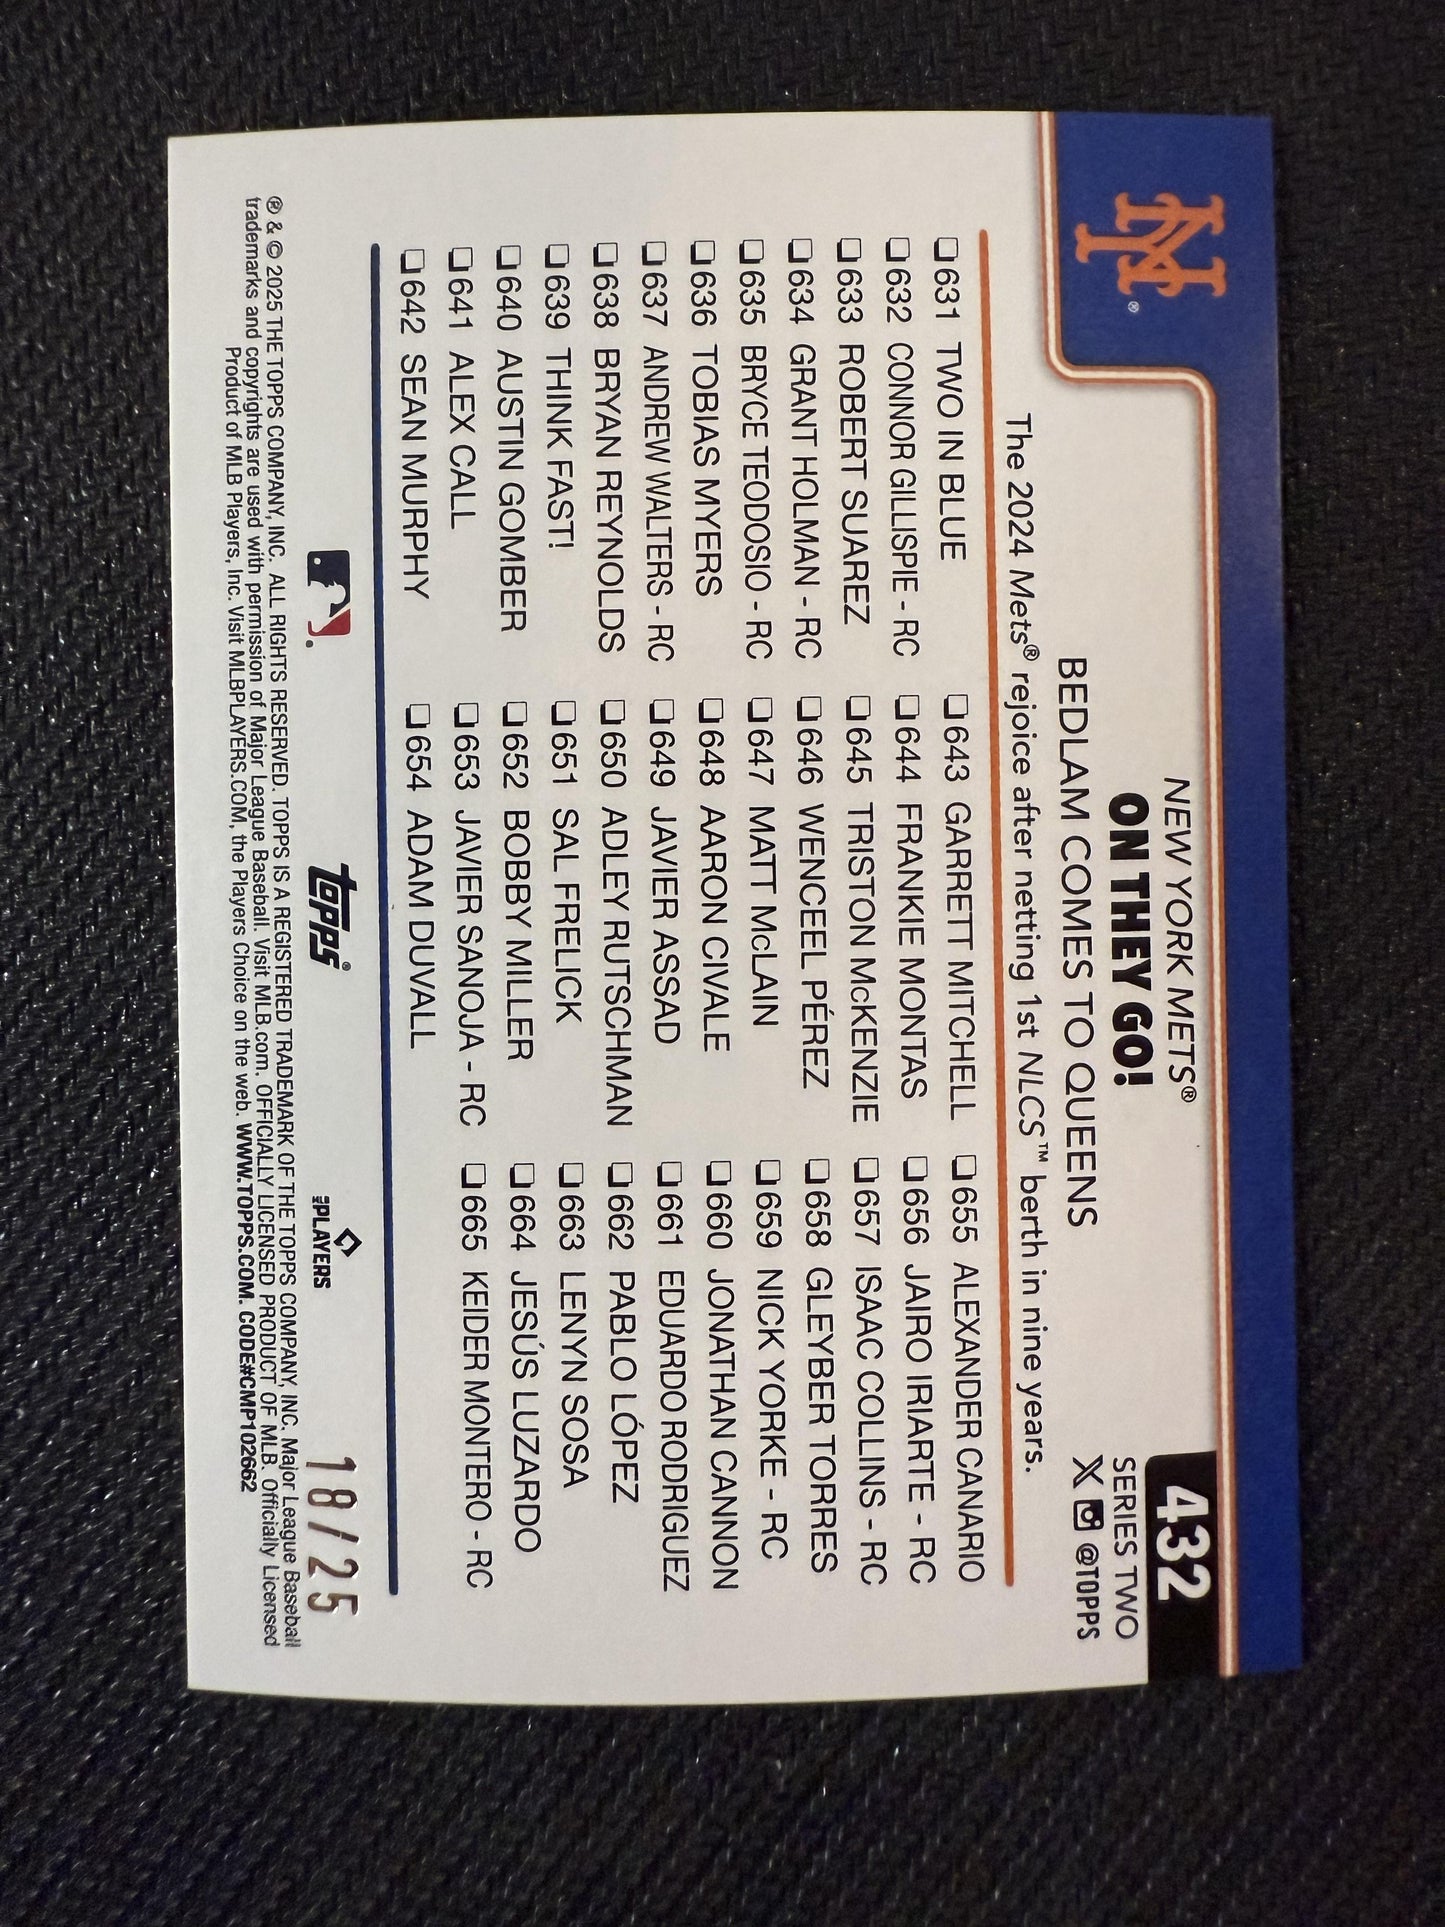 NY®
432
NEW YORK METS®
ON THEY GO!
BEDLAM COMES TO QUEENS
SERIES TWO
X @TOPPS
The 2024 Mets® rejoice after netting 1st NLCS™ berth in nine years.
❑631 TWO IN BLUE
❑632 CONNOR GILLISPIE - RC
❑633 ROBERT SUAREZ
❑634 GRANT HOLMAN - RC
❑635 BRYCE TEODOSIO - RC
❑636 TOBIAS MYERS
❑637 ANDREW WALTERS - RC
❑638 BRYAN REYNOLDS
❑639 THINK FAST!
❑640 AUSTIN GOMBER
❑641 ALEX CALL
❑642 SEAN MURPHY
❑643 GARRETT MITCHELL
❑644 FRANKIE MONTAS
❑645 TRISTON McKENZIE
❑646 WENCEEL PÉREZ
❑647 MATT McLAIN
❑648 AARON CIVALE
❑649 JAVIER ASSAD
❑650 ADLEY RUTSCHMAN
❑651 SAL FRELICK
❑652 BOBBY MILLER
❑653 JAVIER SANOJA - RC
❑654 ADAM DUVALL
❑655 ALEXANDER CANARIO
❑656 JAIRO IRIARTE - RC
❑657 ISAAC COLLINS - RC
❑658 GLEYBER TORRES
❑659 NICK YORKE - RC
❑660 JONATHAN CANNON
❑661 EDUARDO RODRIGUEZ
❑662 PABLO LÓPEZ
❑663 LENYN SOSA
❑664 JESÚS LUZARDO
❑665 KEIDER MONTERO - RC
topps®
MLB PLAYERS
18/25
® & © 2025 THE TOPPS COMPANY, INC. ALL RIGHTS RESERVED. TOPPS IS A REGISTERED TRADEMARK OF THE TOPPS COMPANY, INC. Major League Baseball
trademarks and copyrights are used with permission of Major League Baseball. Visit MLB.com. OFFICIALLY LICENSED PRODUCT OF MLB. Officially Licensed
Product of MLB Players, Inc. Visit MLBPLAYERS.COM, the Players Choice on the web. WWW.TOPPS.COM. CODE#CMP102662